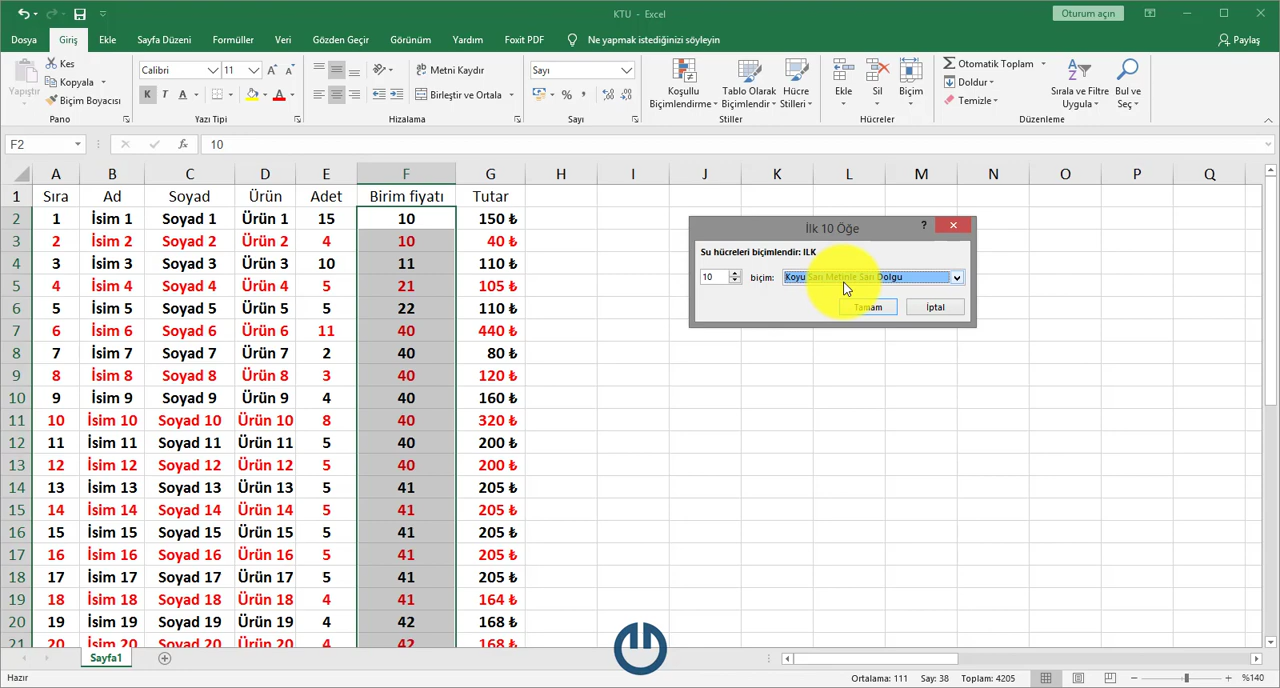 KTU - Excel
Oturum açın
Dosya Giriş Ekle Sayfa Düzeni Formüller Veri Gözden Geçir Görünüm Yardım Foxit PDF Ne yapmak istediğinizi söyleyin Paylaş
Yapıştır
Kes
Kopyala
Biçim Boyacısı
Pano
Calibri 11
K T A
Yazı Tipi
Metni Kaydır
Birleştir ve Ortala
Hizalama
Sayı
Sayı
Koşullu Biçimlendirme
Tablo Olarak Biçimlendir
Hücre Stilleri
Stiller
Ekle Sil Biçim
Hücreler
Otomatik Toplam
Doldur
Temizle
Sırala ve Filtre Uygula
Bul ve Seç
Düzenleme
F2 fx 10
A B C D E F G H I J K L M N O P Q
1 Sıra Ad Soyad Ürün Adet Birim fiyatı Tutar
2 1 İsim 1 Soyad 1 Ürün 1 15 10 150 ₺
3 2 İsim 2 Soyad 2 Ürün 2 4 10 40 ₺
4 3 İsim 3 Soyad 3 Ürün 3 10 11 110 ₺
5 4 İsim 4 Soyad 4 Ürün 4 5 21 105 ₺
6 5 İsim 5 Soyad 5 Ürün 5 5 22 110 ₺
7 6 İsim 6 Soyad 6 Ürün 6 11 40 440 ₺
8 7 İsim 7 Soyad 7 Ürün 7 2 40 80 ₺
9 8 İsim 8 Soyad 8 Ürün 8 3 40 120 ₺
10 9 İsim 9 Soyad 9 Ürün 9 4 40 160 ₺
11 10 İsim 10 Soyad 10 Ürün 10 8 40 320 ₺
12 11 İsim 11 Soyad 11 Ürün 11 5 40 200 ₺
13 12 İsim 12 Soyad 12 Ürün 12 5 40 200 ₺
14 13 İsim 13 Soyad 13 Ürün 13 5 41 205 ₺
15 14 İsim 14 Soyad 14 Ürün 14 5 41 205 ₺
16 15 İsim 15 Soyad 15 Ürün 15 5 41 205 ₺
17 16 İsim 16 Soyad 16 Ürün 16 5 41 205 ₺
18 17 İsim 17 Soyad 17 Ürün 17 5 41 205 ₺
19 18 İsim 18 Soyad 18 Ürün 18 4 41 164 ₺
20 19 İsim 19 Soyad 19 Ürün 19 4 42 168 ₺
21 20 İsim 20 Soyad 20 Ürün 20 4 42 168 ₺
İlk 10 Öğe ?
Şu hücreleri biçimlendir: İLK
10 biçim: Koyu Sarı Metinle Sarı Dolgu
Tamam İptal
Sayfa1
Hazır Ortalama: 111 Say: 38 Toplam: 4205 %140